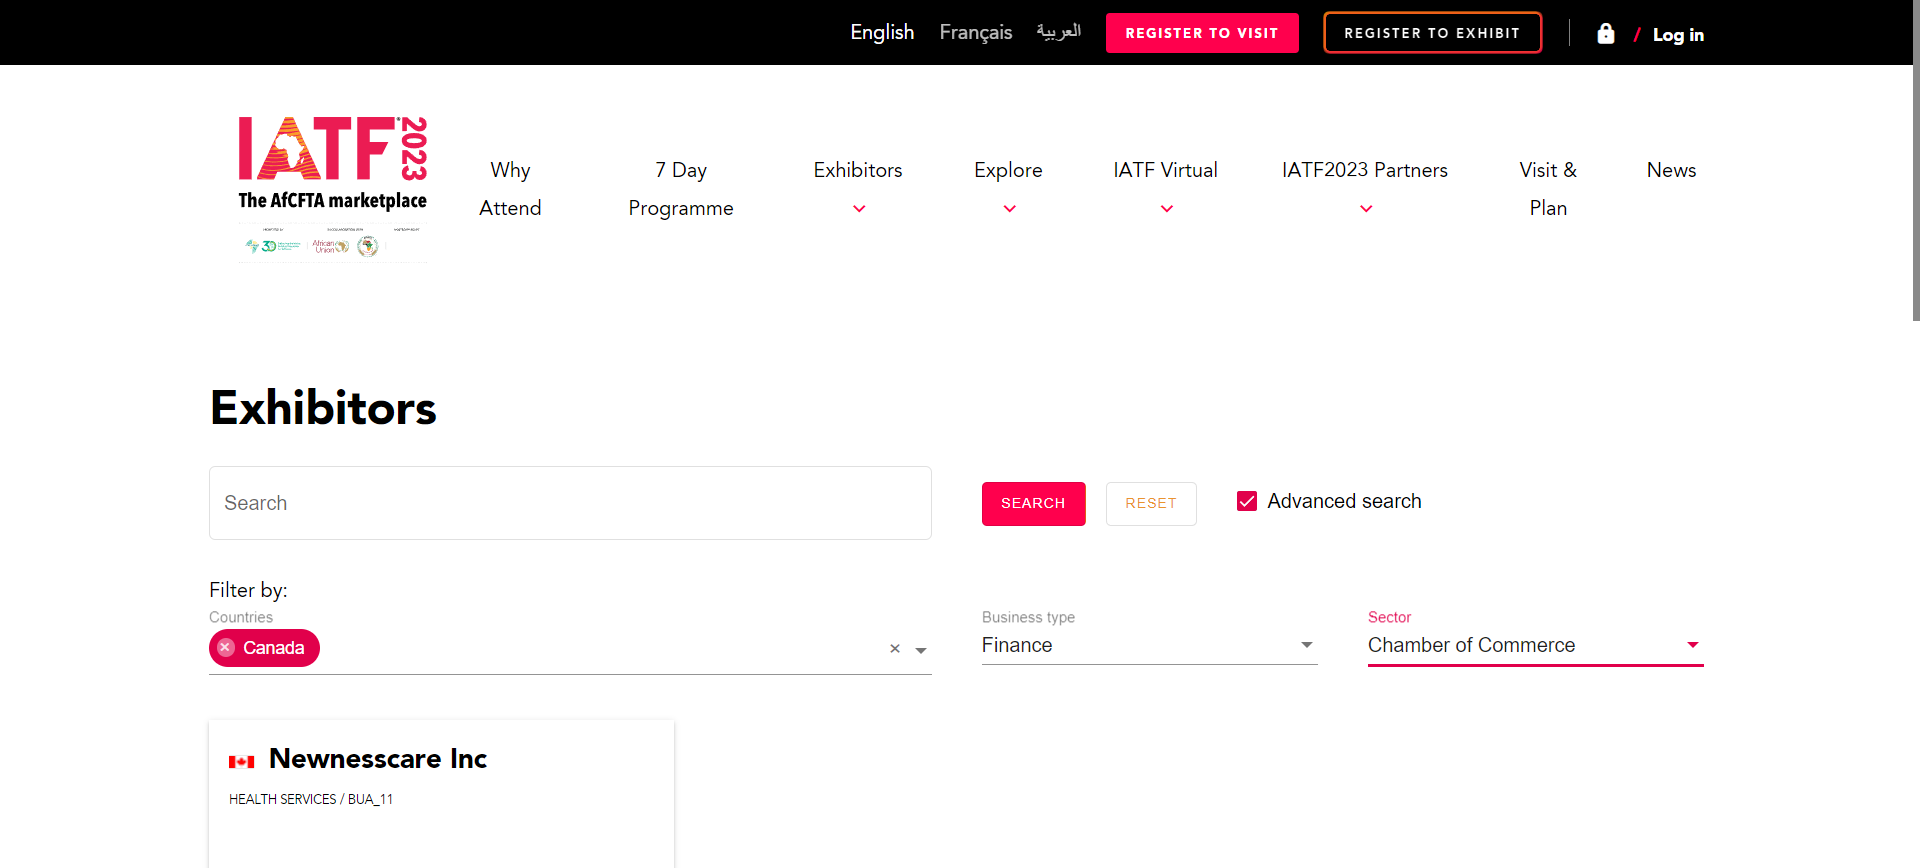 English Français العربية REGISTER TO VISIT REGISTER TO EXHIBIT / Log in
IATF 2023
The AfCFTA marketplace
African
Union
Why
Attend
7 Day
Programme
Exhibitors
Explore
IATF Virtual
IATF2023 Partners
Visit &
Plan
News
Exhibitors
Search
SEARCH
RESET
Advanced search
Filter by:
Countries
Canada
Business type
Finance
Sector
Chamber of Commerce
Newnesscare Inc
HEALTH SERVICES / BUA_11